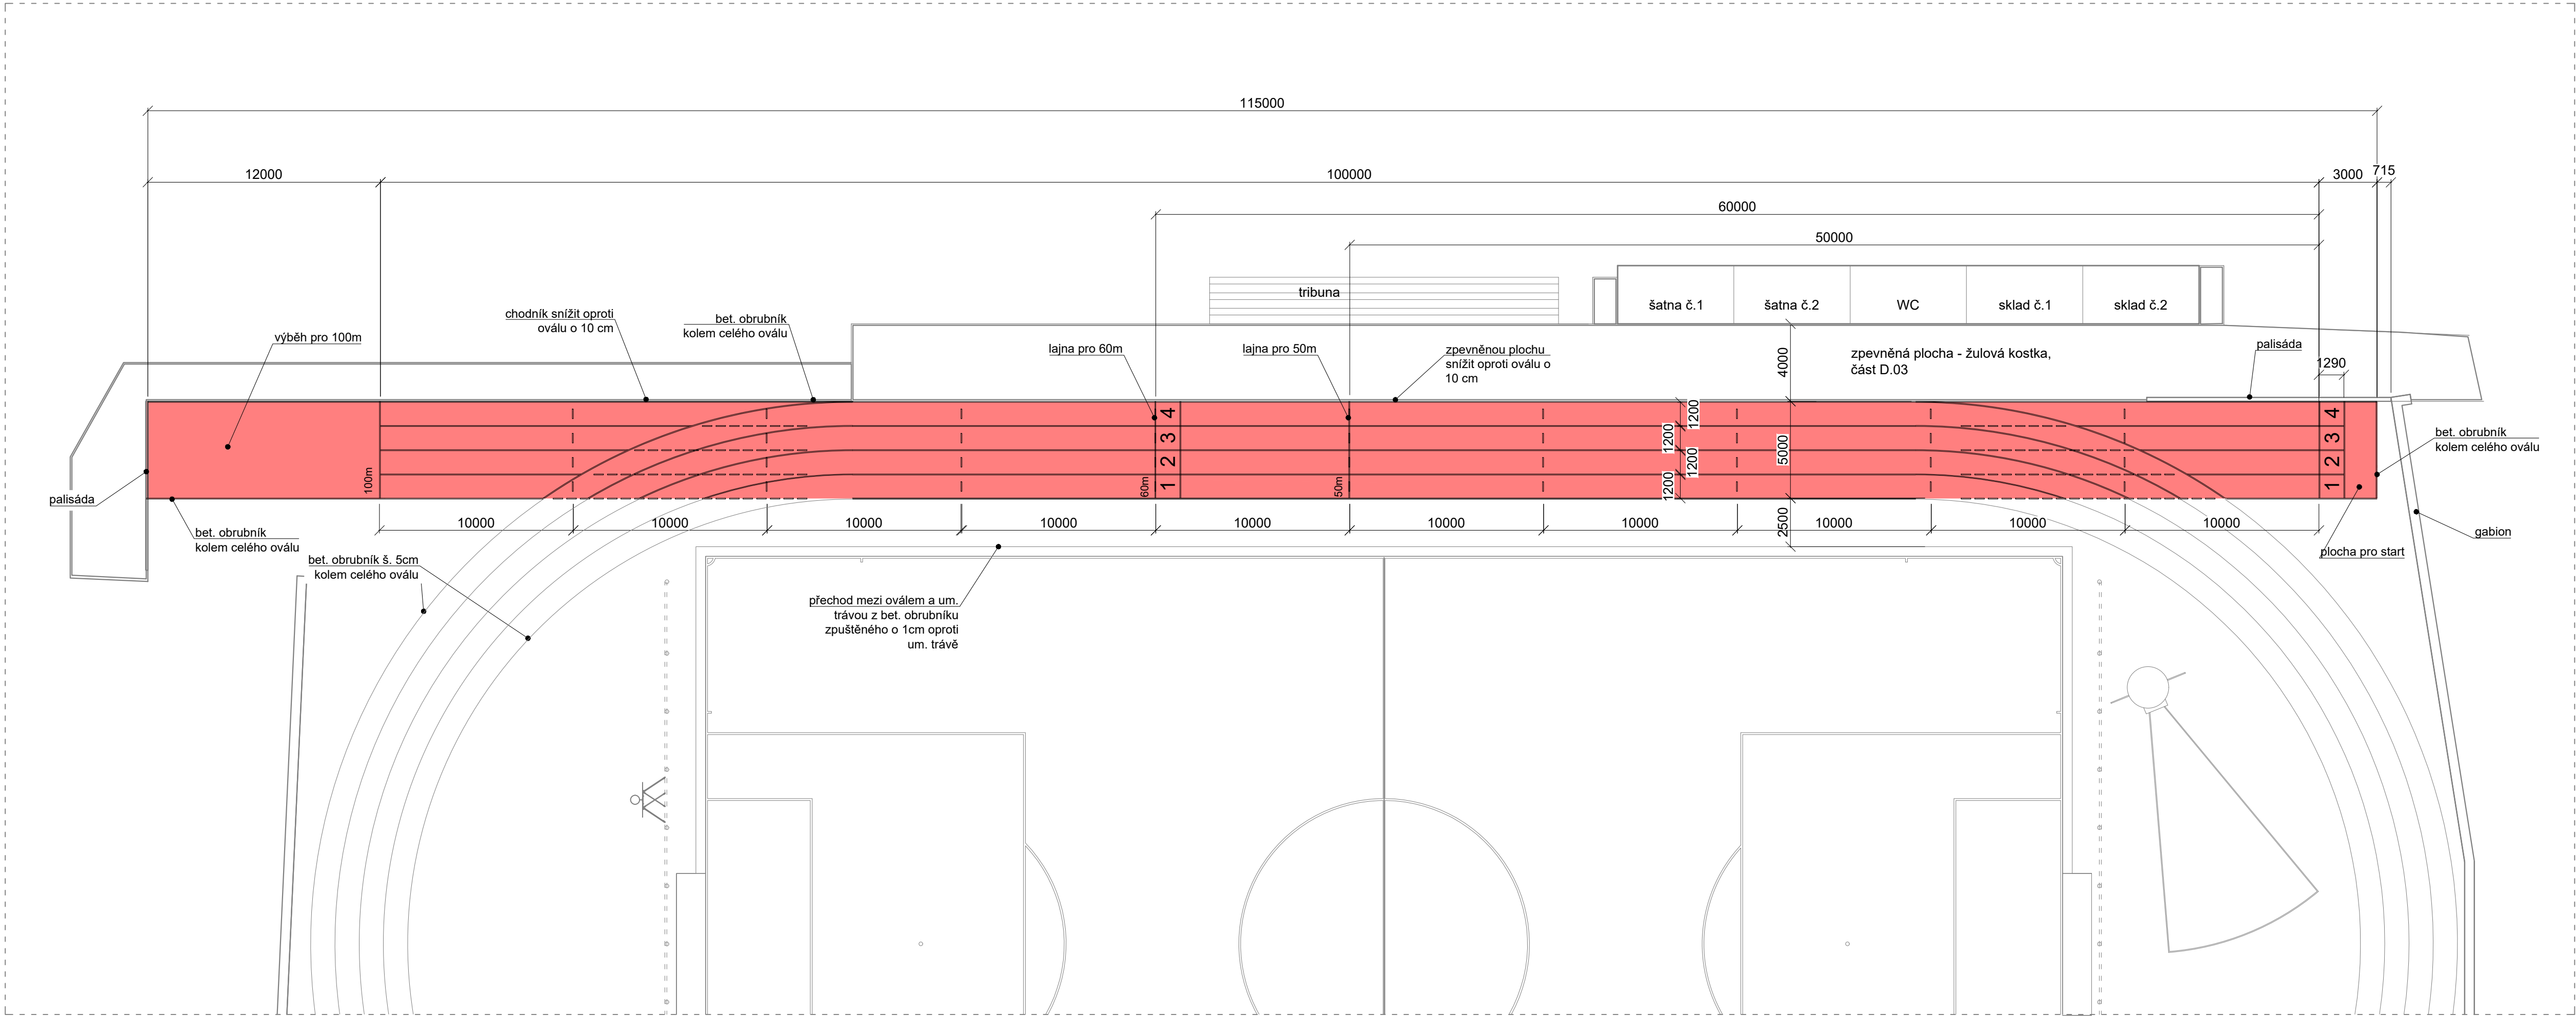 115000
12000
100000
3000
715
60000
50000
tribuna
šatna č.1
šatna č.2
WC
sklad č.1
sklad č.2
chodník snížit oproti
oválu o 10 cm
bet. obrubník
kolem celého oválu
výběh pro 100m
lajna pro 60m
lajna pro 50m
zpevněnou plochu
snížit oproti oválu o
10 cm
4000
zpevněná plocha - žulová kostka,
část D.03
palisáda
1290
4
3
2
1
100m
60m
50m
1200
1200
1200
1200
5000
2500
4
3
2
1
bet. obrubník
kolem celého oválu
palisáda
bet. obrubník
kolem celého oválu
10000
10000
10000
10000
10000
10000
10000
10000
10000
10000
plocha pro start
gabion
bet. obrubník š. 5cm
kolem celého oválu
přechod mezi oválem a um.
trávou z bet. obrubníku
zpuštěného o 1cm oproti
um. trávě